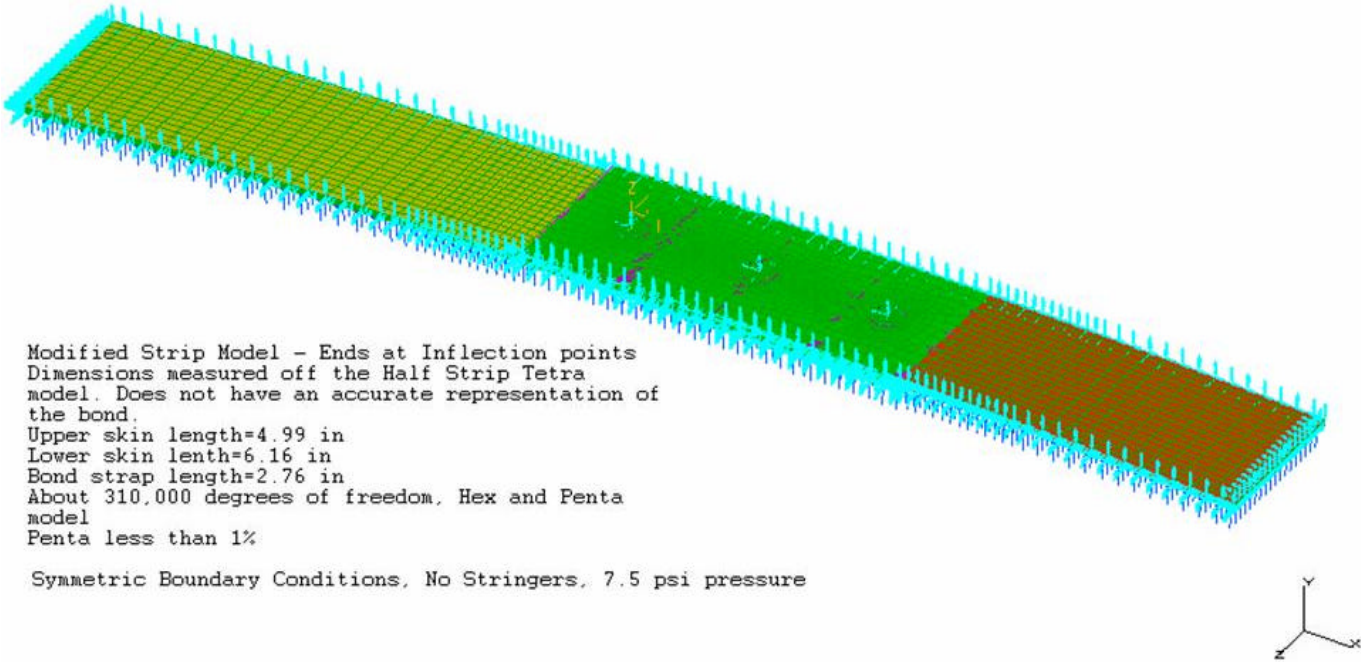 Z
Modified Strip Model - Ends at Inflection points
Dimensions measured off the Half Strip Tetra
model. Does not have an accurate representation of
the bond.
Upper skin length=4.99 in
Lower skin lenth=6.16 in
Bond strap length=2.76 in
About 310,000 degrees of freedom, Hex and Penta
model
Penta less than 1%
Symmetric Boundary Conditions, No Stringers, 7.5 psi pressure
Y
X
Z